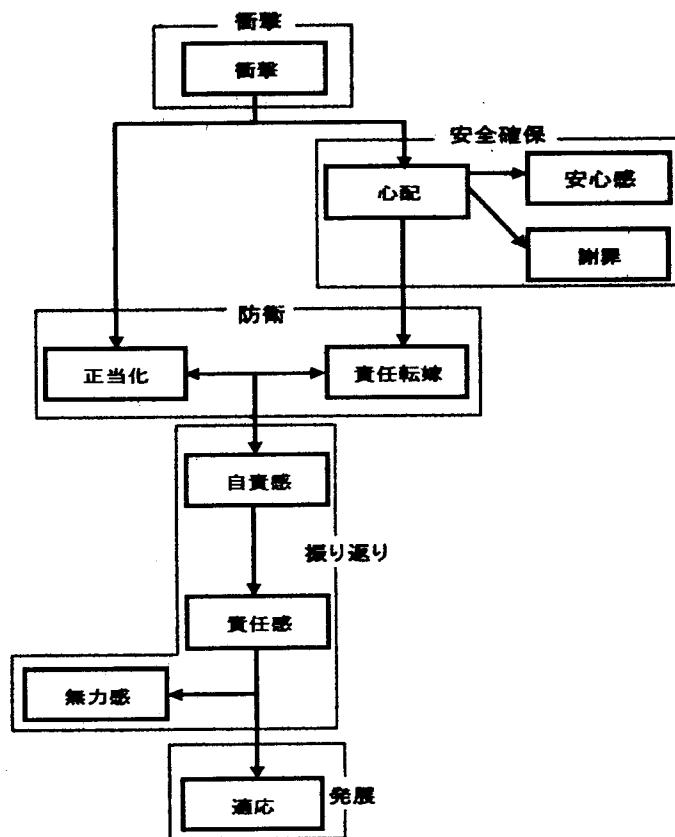 衝撃
衝撃
安全確保
心配
安心感
謝罪
防衛
正当化
責任転嫁
自責感
振り返り
責任感
無力感
適応
発展